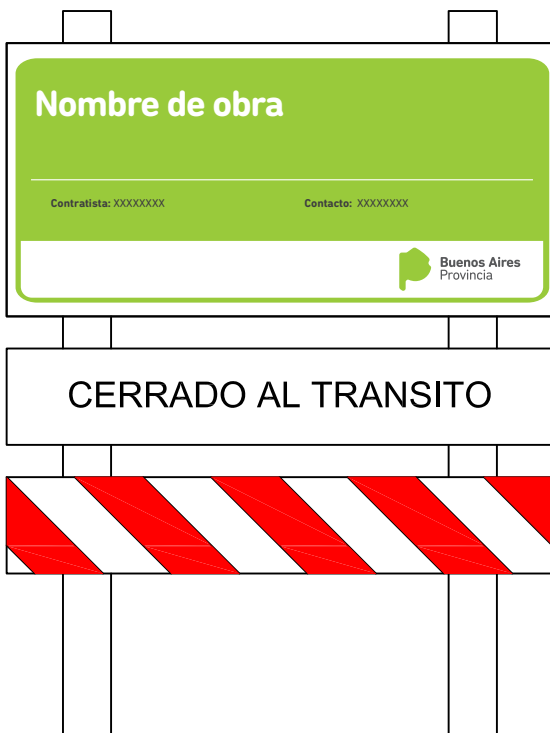 Nombre de obra
Contratista: XXXXXXXX Contacto: XXXXXXXX
Buenos Aires
Provincia
CERRADO AL TRANSITO